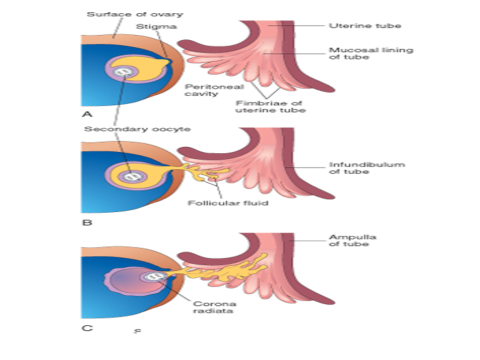 Surface of ovary
Stigma
Uterine tube
Mucosal lining
of tube
Peritoneal
cavity
Fimbriae of
uterine tube
A
Secondary oocyte
Infundibulum
of tube
Follicular fluid
B
Ampulla
of tube
Corona
radiata
C